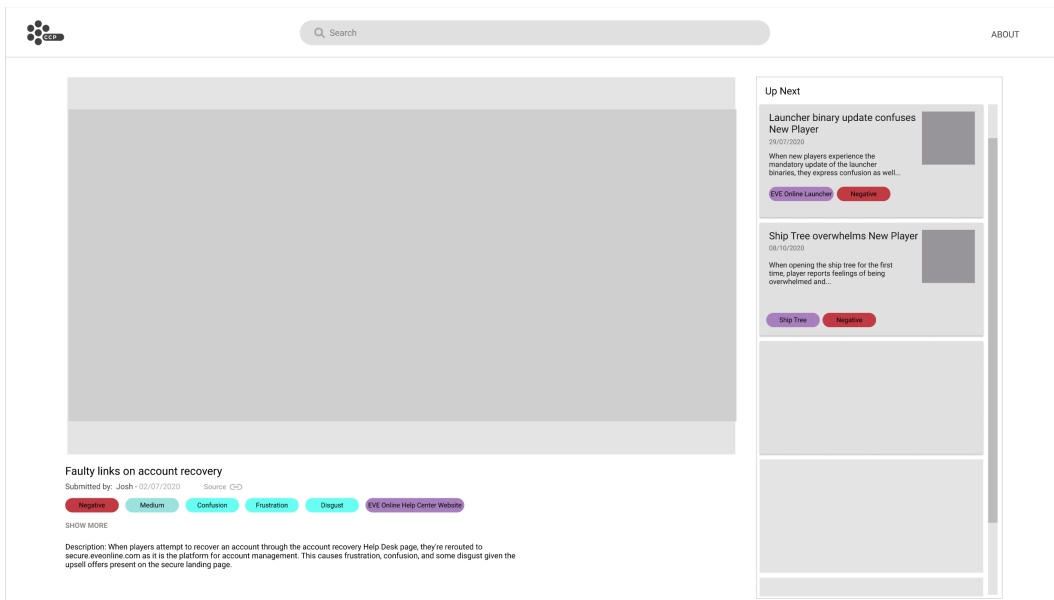 CCP
Search
ABOUT
Up Next
Launcher binary update confuses
New Player
29/07/2020
When new players experience the
mandatory update of the launcher
binaries, they express confusion as well...
EVE Online Launcher
Negative
Ship Tree overwhelms New Player
08/10/2020
When opening the ship tree for the first
time, player reports feelings of being
overwhelmed and...
Ship Tree
Negative
Faulty links on account recovery
Submitted by: Josh - 02/07/2020 Source
Negative Medium Confusion Frustration Disgust EVE Online Help Center Website
SHOW MORE
Description: When players attempt to recover an account through the account recovery Help Desk page, they're rerouted to
secure.eveonline.com as it is the platform for account management. This causes frustration, confusion, and some disgust given the
upsell offers present on the secure landing page.